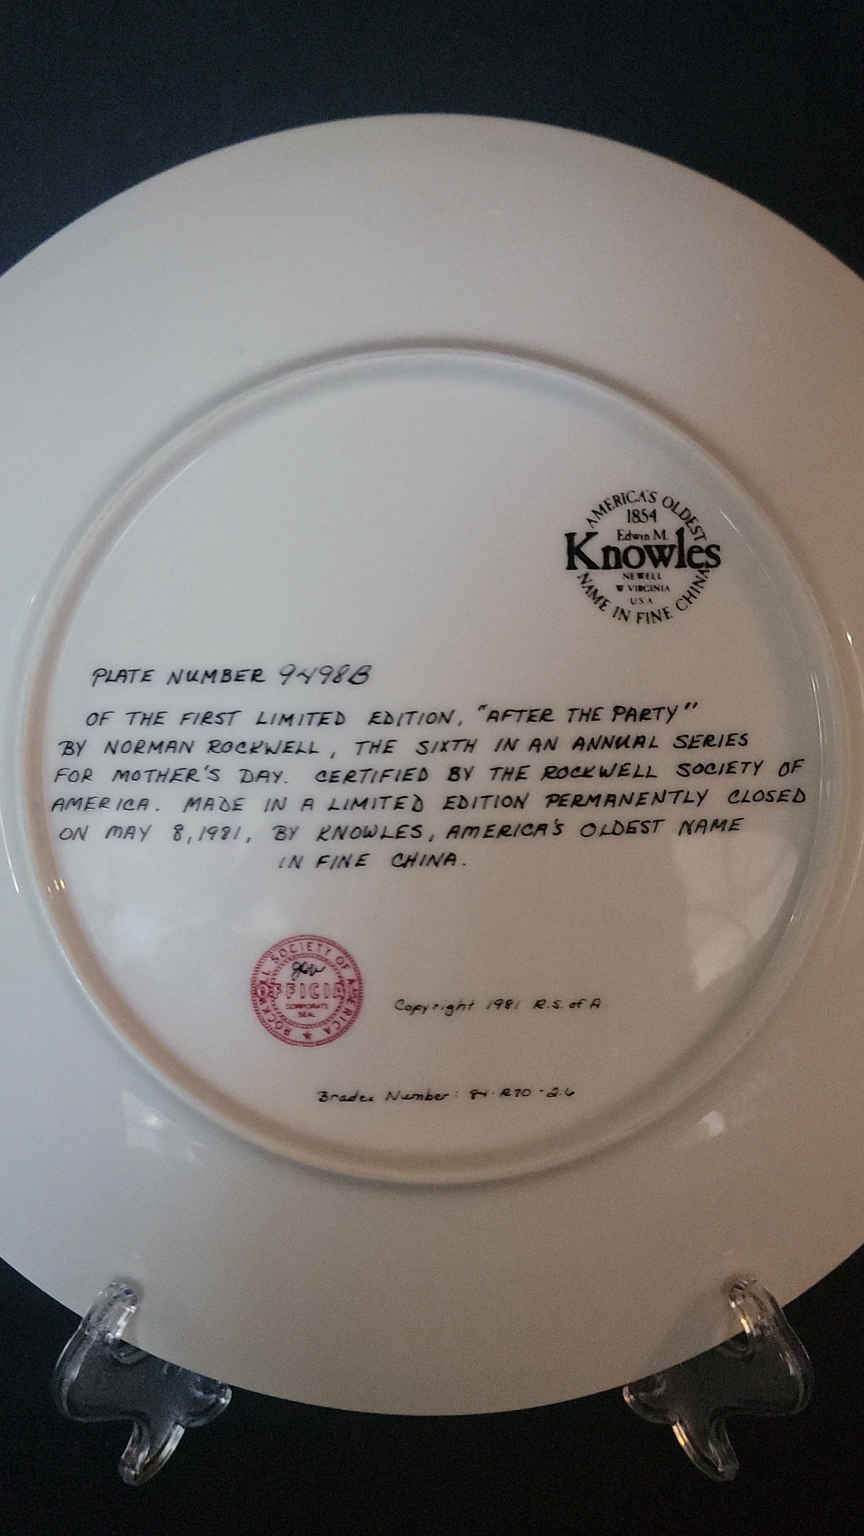 AMERICA'S OLDEST
1854
Edwin M.
Knowles
NEWELL
W VIRGINIA
U.S.A
NAME IN FINE CHINA
PLATE NUMBER 9498B
OF THE FIRST LIMITED EDITION, "AFTER THE PARTY"
BY NORMAN ROCKWELL, THE SIXTH IN AN ANNUAL SERIES
FOR MOTHER'S DAY. CERTIFIED BY THE ROCKWELL SOCIETY OF
AMERICA. MADE IN A LIMITED EDITION PERMANENTLY CLOSED
ON MAY 8, 1981, BY KNOWLES, AMERICA'S OLDEST NAME
IN FINE CHINA.
ROCKWELL SOCIETY OF AMERICA
OFFICIAL
CORPORATE
SEAL
Copyright 1981 R.S. of A
Bradex Number: 84-R70-2.6